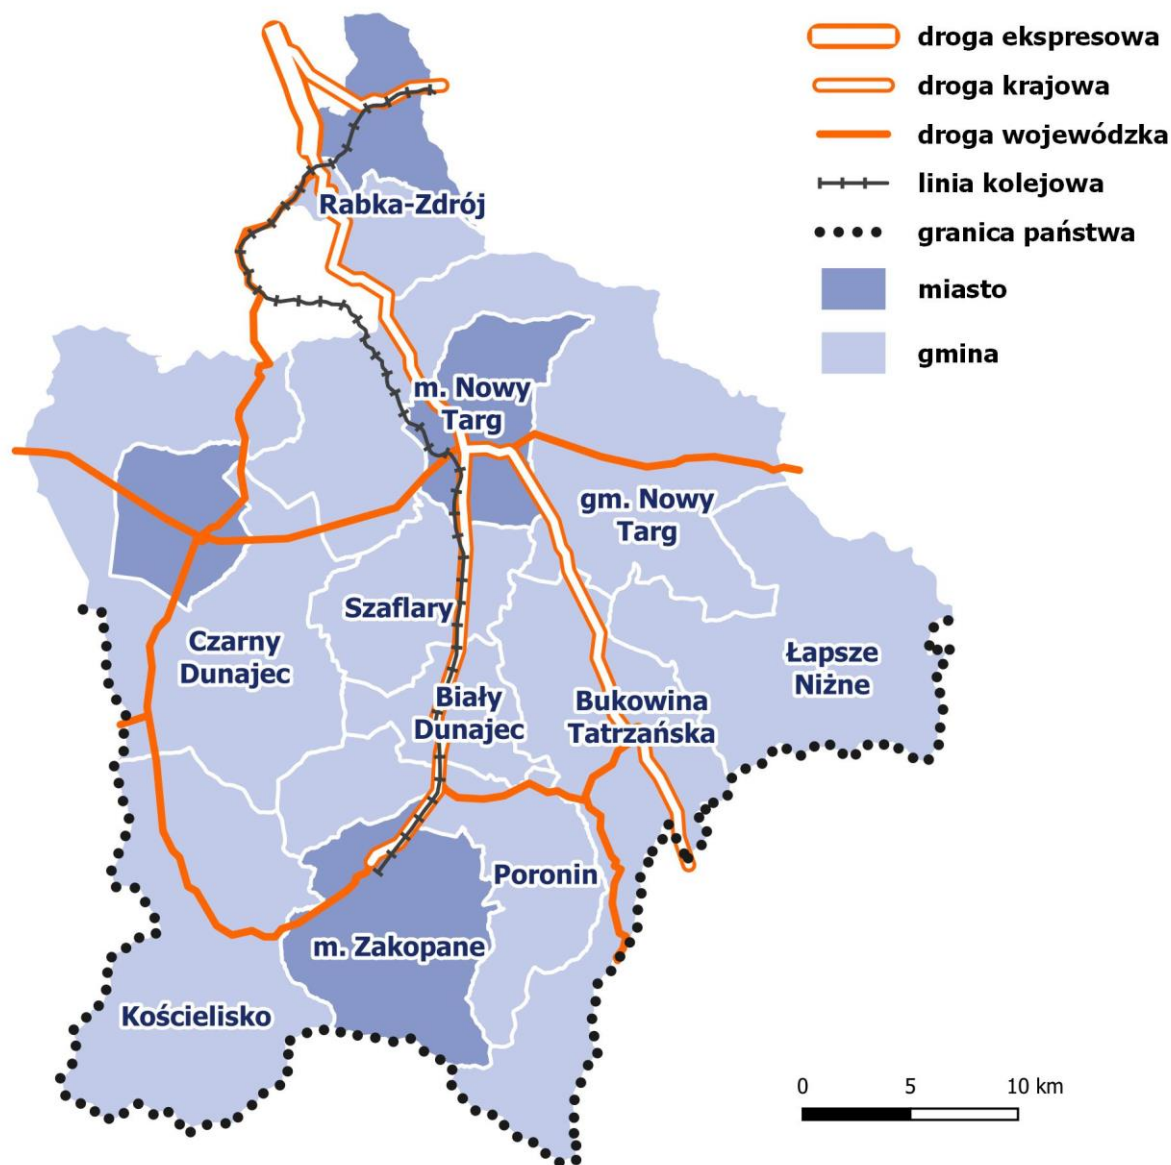 droga ekspresowa
droga krajowa
droga wojewódzka
linia kolejowa
granica państwa
miasto
gmina
Rabka-Zdrój
m. Nowy
Targ
gm. Nowy
Targ
Szaflary
Czarny
Dunajec
Łapsze
Niżne
Biały
Dunajec
Bukowina
Tatrzańska
Poronin
m. Zakopane
Kościelisko
0 5 10 km